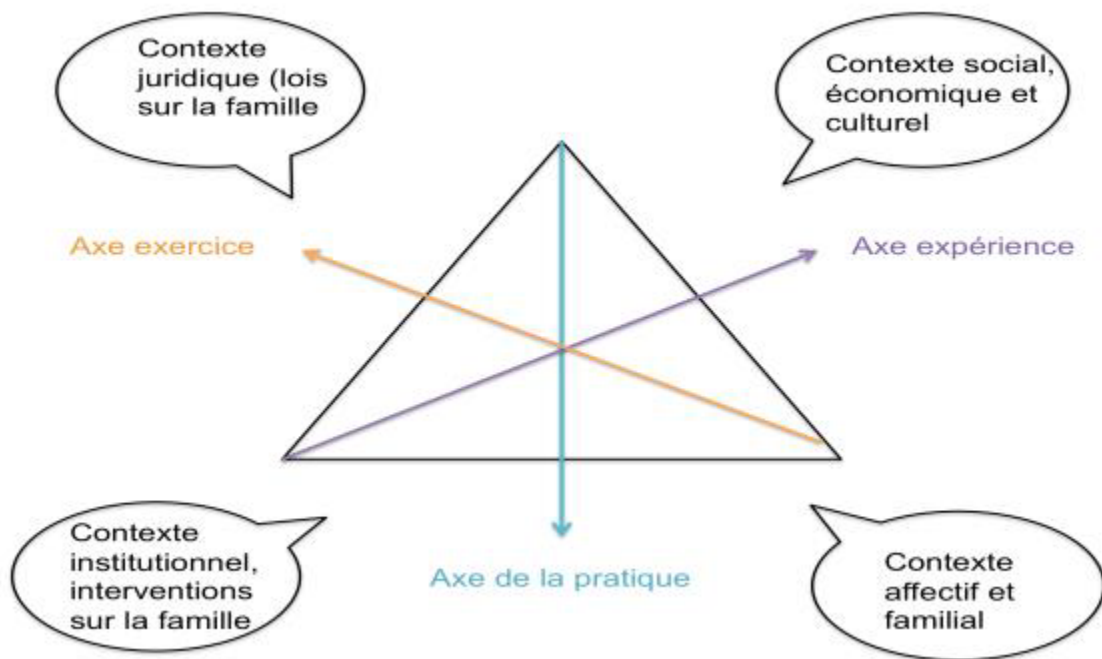 Contexte
juridique (lois
sur la famille
Contexte social,
économique et
culturel
Axe exercice
Axe expérience
Contexte
institutionnel,
interventions
sur la famille
Axe de la pratique
Contexte
affectif et
familial